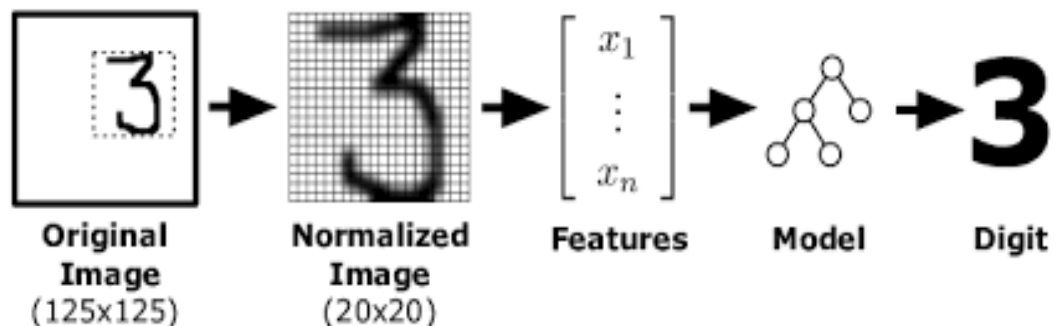 3
3
x₁
⋮
xₙ
3
Original Image
(125x125)
Normalized Image
(20x20)
Features
Model
Digit